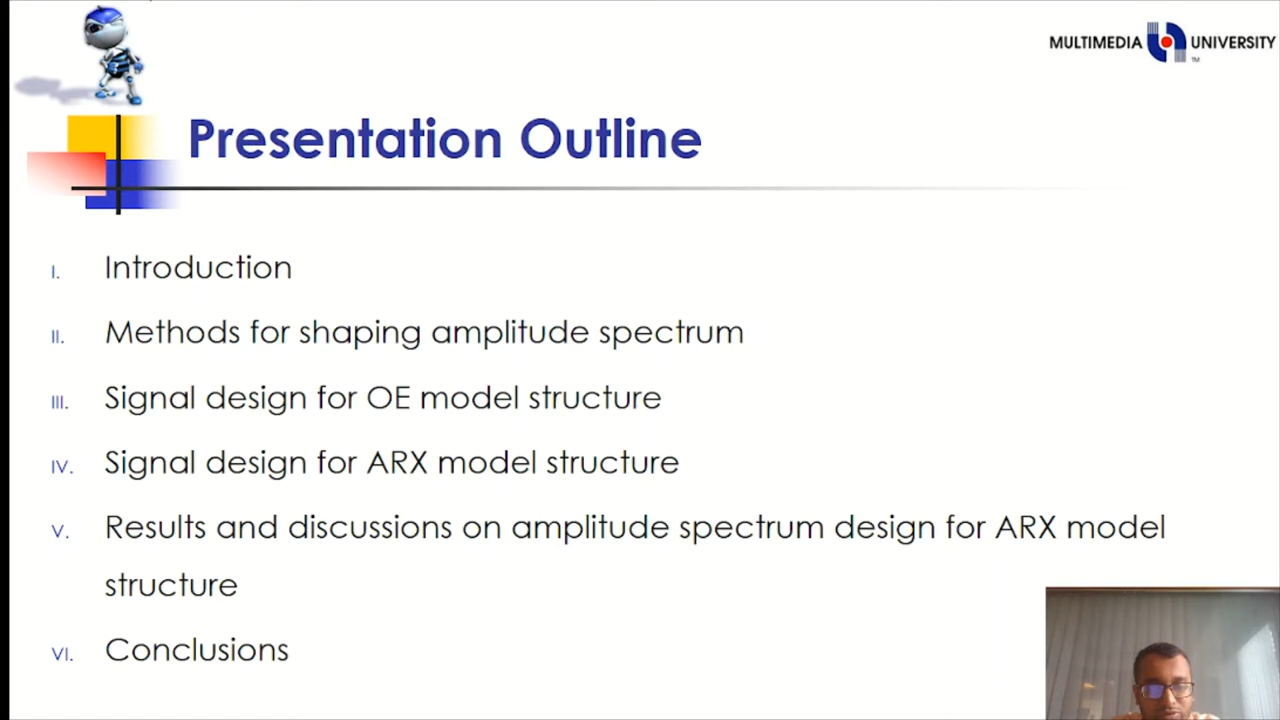 MULTIMEDIA UNIVERSITY
TM
Presentation Outline
I. Introduction
II. Methods for shaping amplitude spectrum
III. Signal design for OE model structure
IV. Signal design for ARX model structure
V. Results and discussions on amplitude spectrum design for ARX model
structure
VI. Conclusions